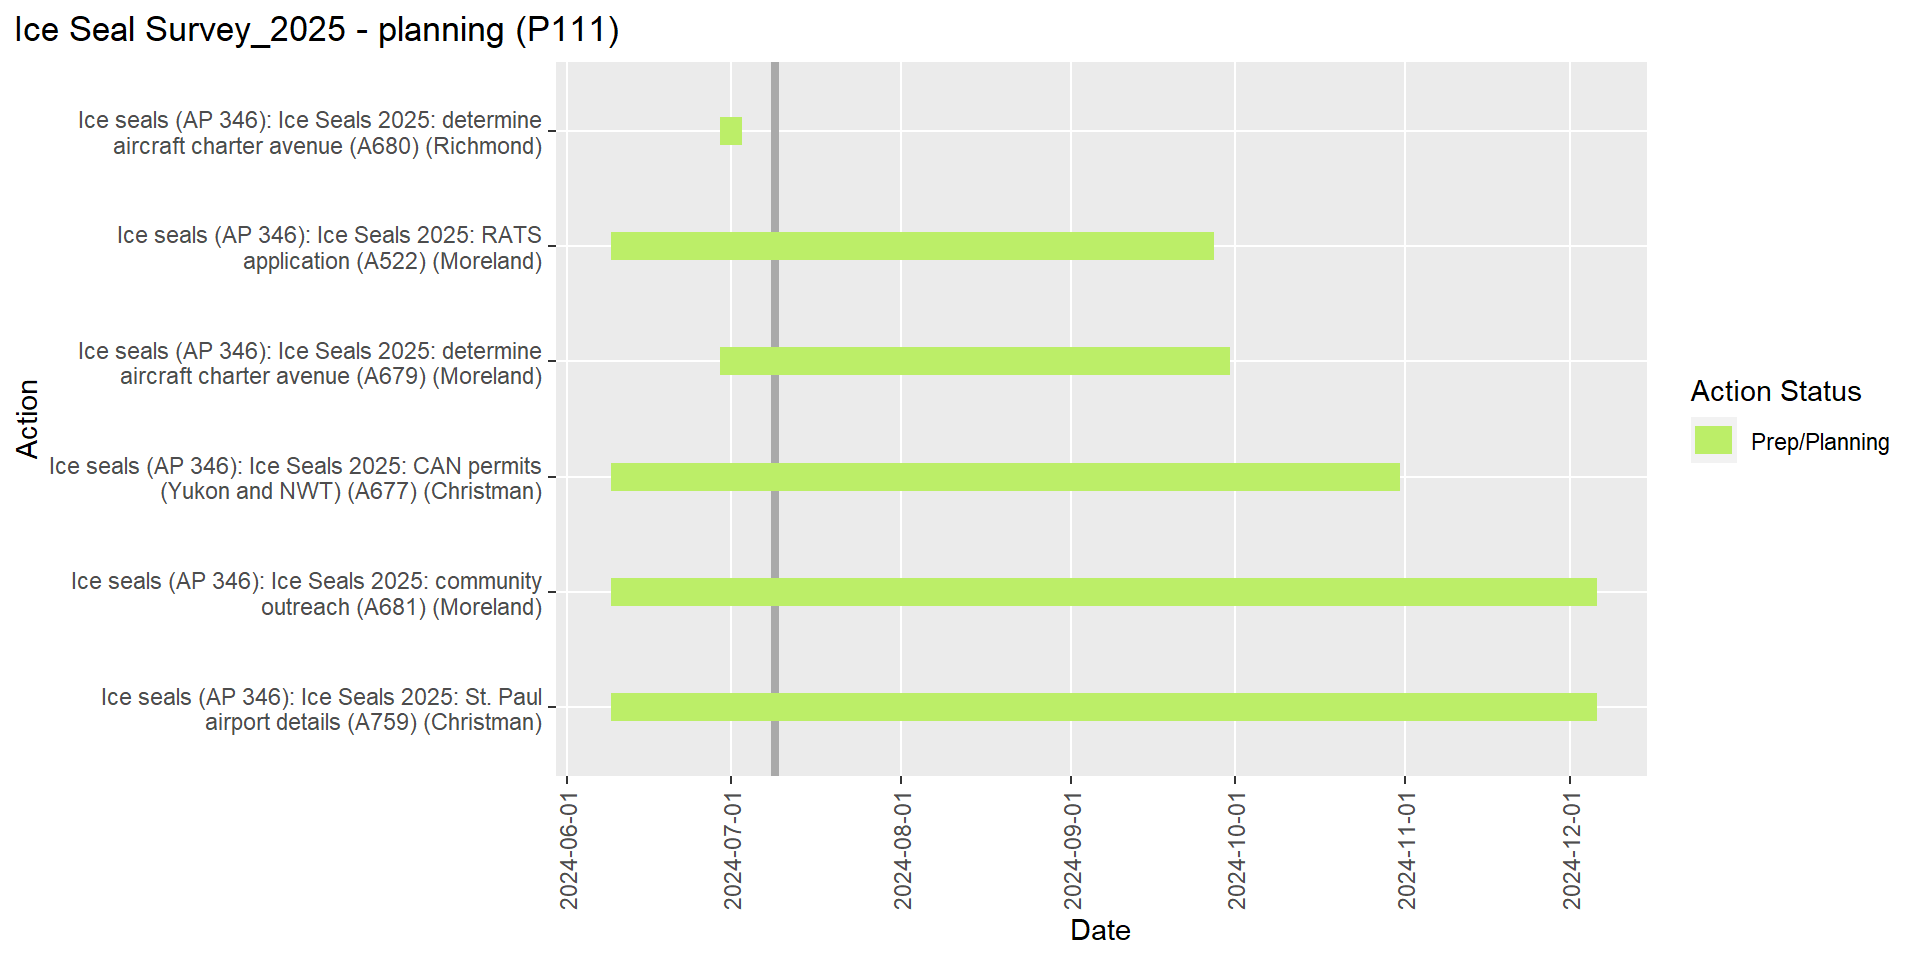 Ice Seal Survey_2025 - planning (P111)
Ice seals (AP 346): Ice Seals 2025: determine
aircraft charter avenue (A680) (Richmond)
Ice seals (AP 346): Ice Seals 2025: RATS
application (A522) (Moreland)
Ice seals (AP 346): Ice Seals 2025: determine
aircraft charter avenue (A679) (Moreland)
Ice seals (AP 346): Ice Seals 2025: CAN permits
(Yukon and NWT) (A677) (Christman)
Ice seals (AP 346): Ice Seals 2025: community
outreach (A681) (Moreland)
Ice seals (AP 346): Ice Seals 2025: St. Paul
airport details (A759) (Christman)
Action
2024-06-01
2024-07-01
2024-08-01
2024-09-01
2024-10-01
2024-11-01
2024-12-01
Date
Action Status
Prep/Planning